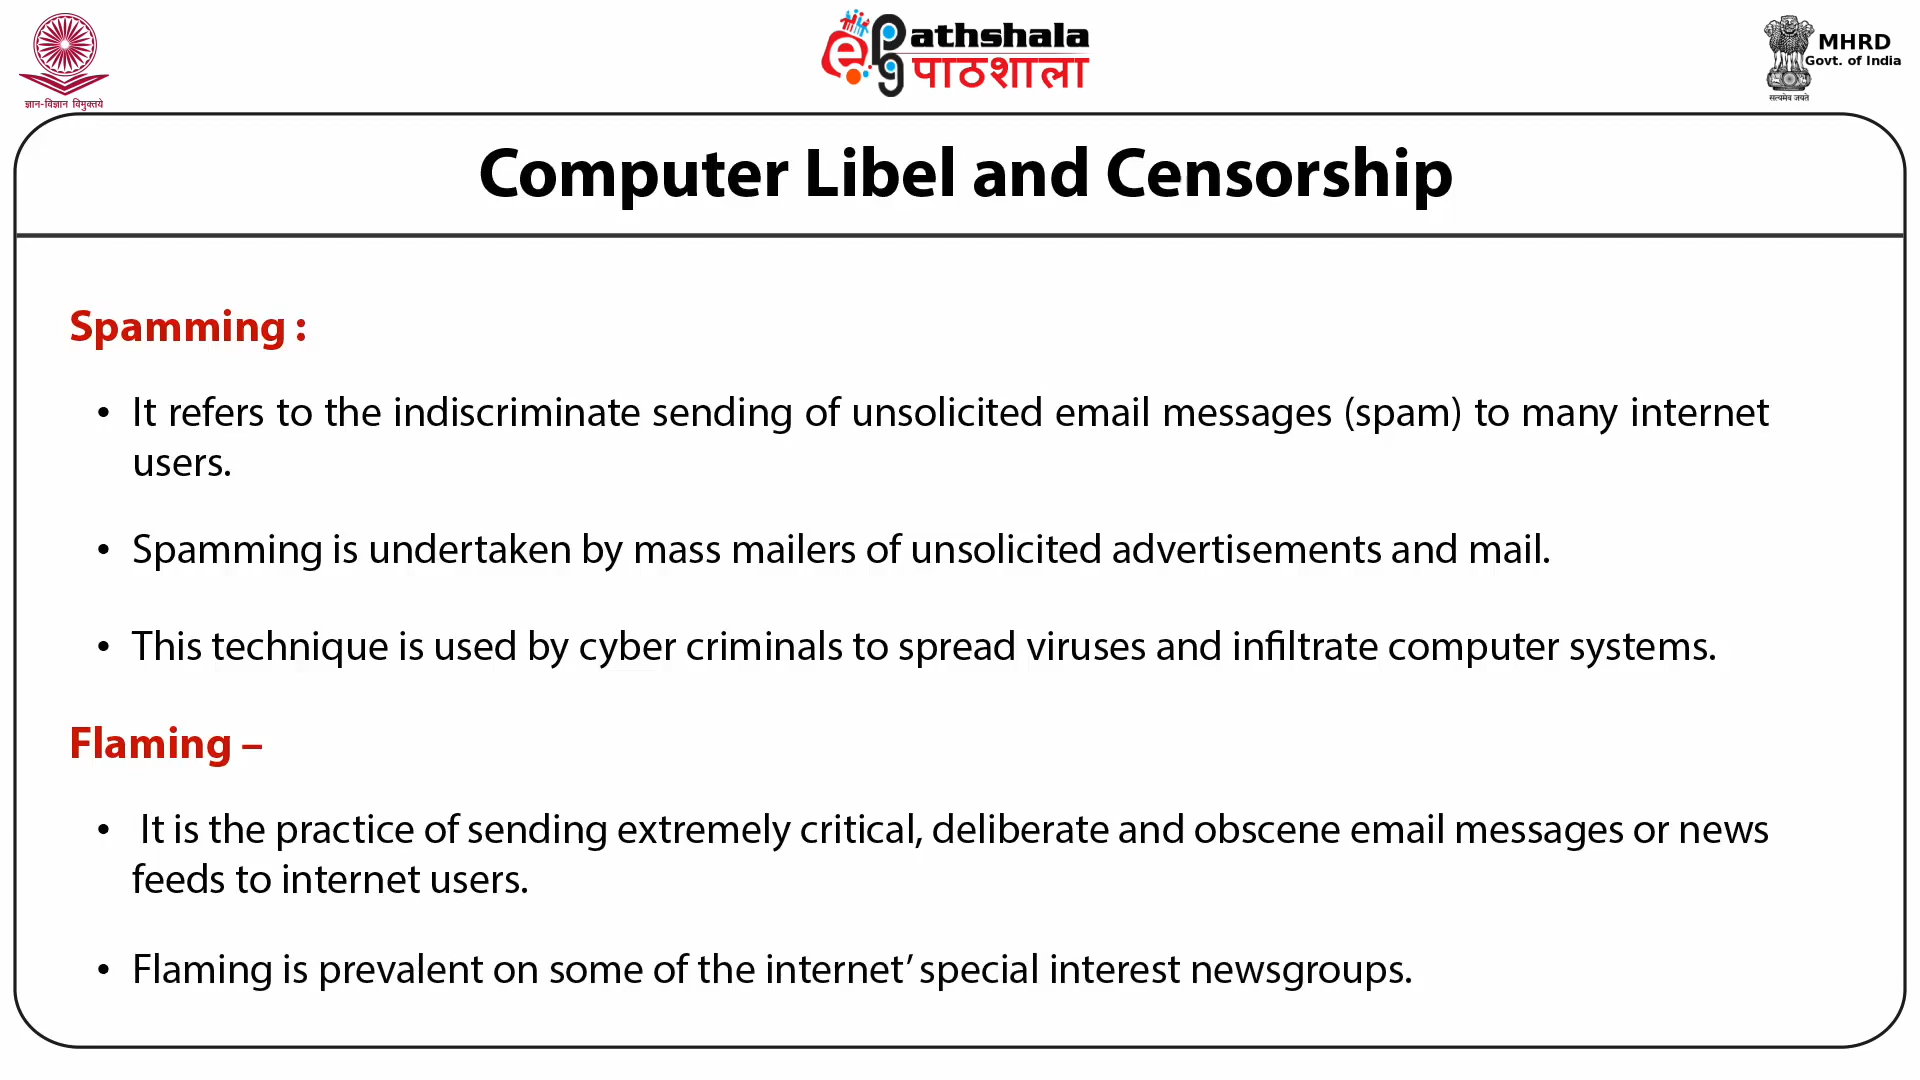 ज्ञान-विज्ञान विमुक्तये
e Pathshala
पाठशाला
MHRD
Govt. of India
सत्यमेव जयते
Computer Libel and Censorship
Spamming :
• It refers to the indiscriminate sending of unsolicited email messages (spam) to many internet
users.
• Spamming is undertaken by mass mailers of unsolicited advertisements and mail.
• This technique is used by cyber criminals to spread viruses and infiltrate computer systems.
Flaming –
• It is the practice of sending extremely critical, deliberate and obscene email messages or news
feeds to internet users.
• Flaming is prevalent on some of the internet’ special interest newsgroups.